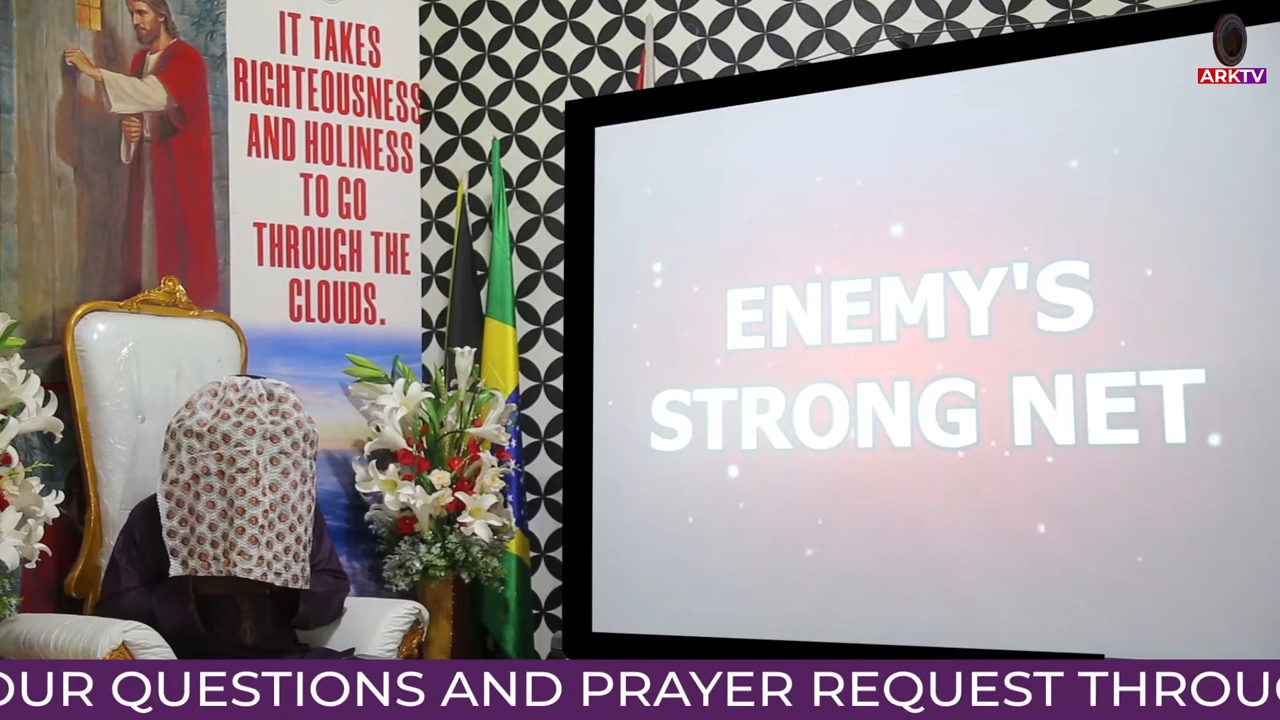 IT TAKES
RIGHTEOUSNESS
AND HOLINESS
TO GO
THROUGH THE
CLOUDS.
ARKTV
ENEMY'S
STRONG NET
OUR QUESTIONS AND PRAYER REQUEST THROU